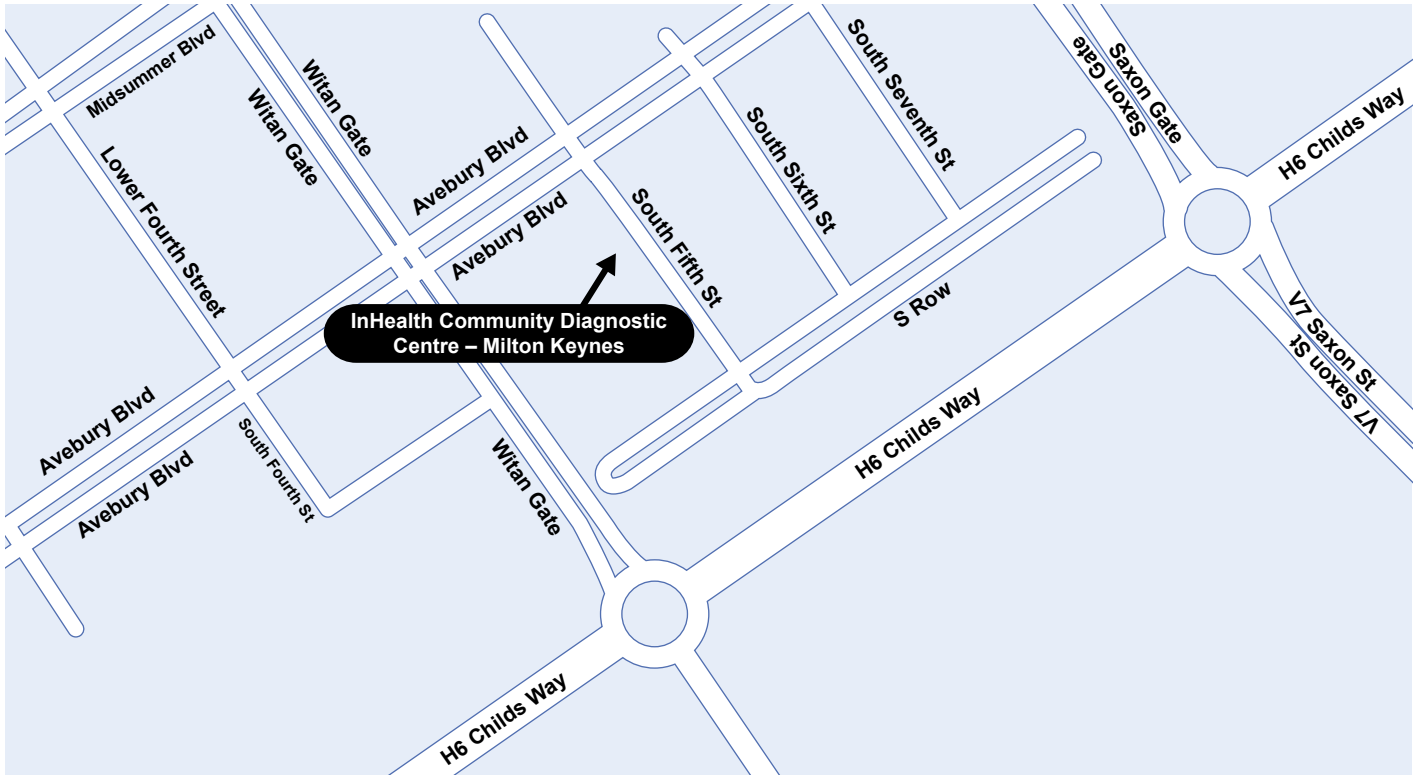 Midsummer Blvd
Witan Gate
Witan Gate
Lower Fourth Street
Avebury Blvd
Avebury Blvd
South Fifth St
South Sixth St
South Seventh St
Saxon Gate
Saxon Gate
H6 Childs Way
InHealth Community Diagnostic
Centre – Milton Keynes
S Row
V7 Saxon St
V7 Saxon St
Avebury Blvd
Avebury Blvd
South Fourth St
Witan Gate
H6 Childs Way
H6 Childs Way